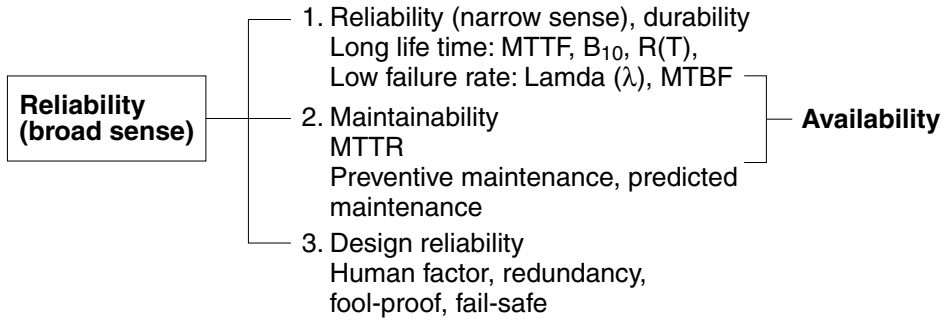 1. Reliability (narrow sense), durability
Long life time: MTTF, B₁₀, R(T),
Low failure rate: Lamda (λ), MTBF
Reliability
(broad sense)
2. Maintainability
MTTR
Preventive maintenance, predicted
maintenance
Availability
3. Design reliability
Human factor, redundancy,
fool-proof, fail-safe